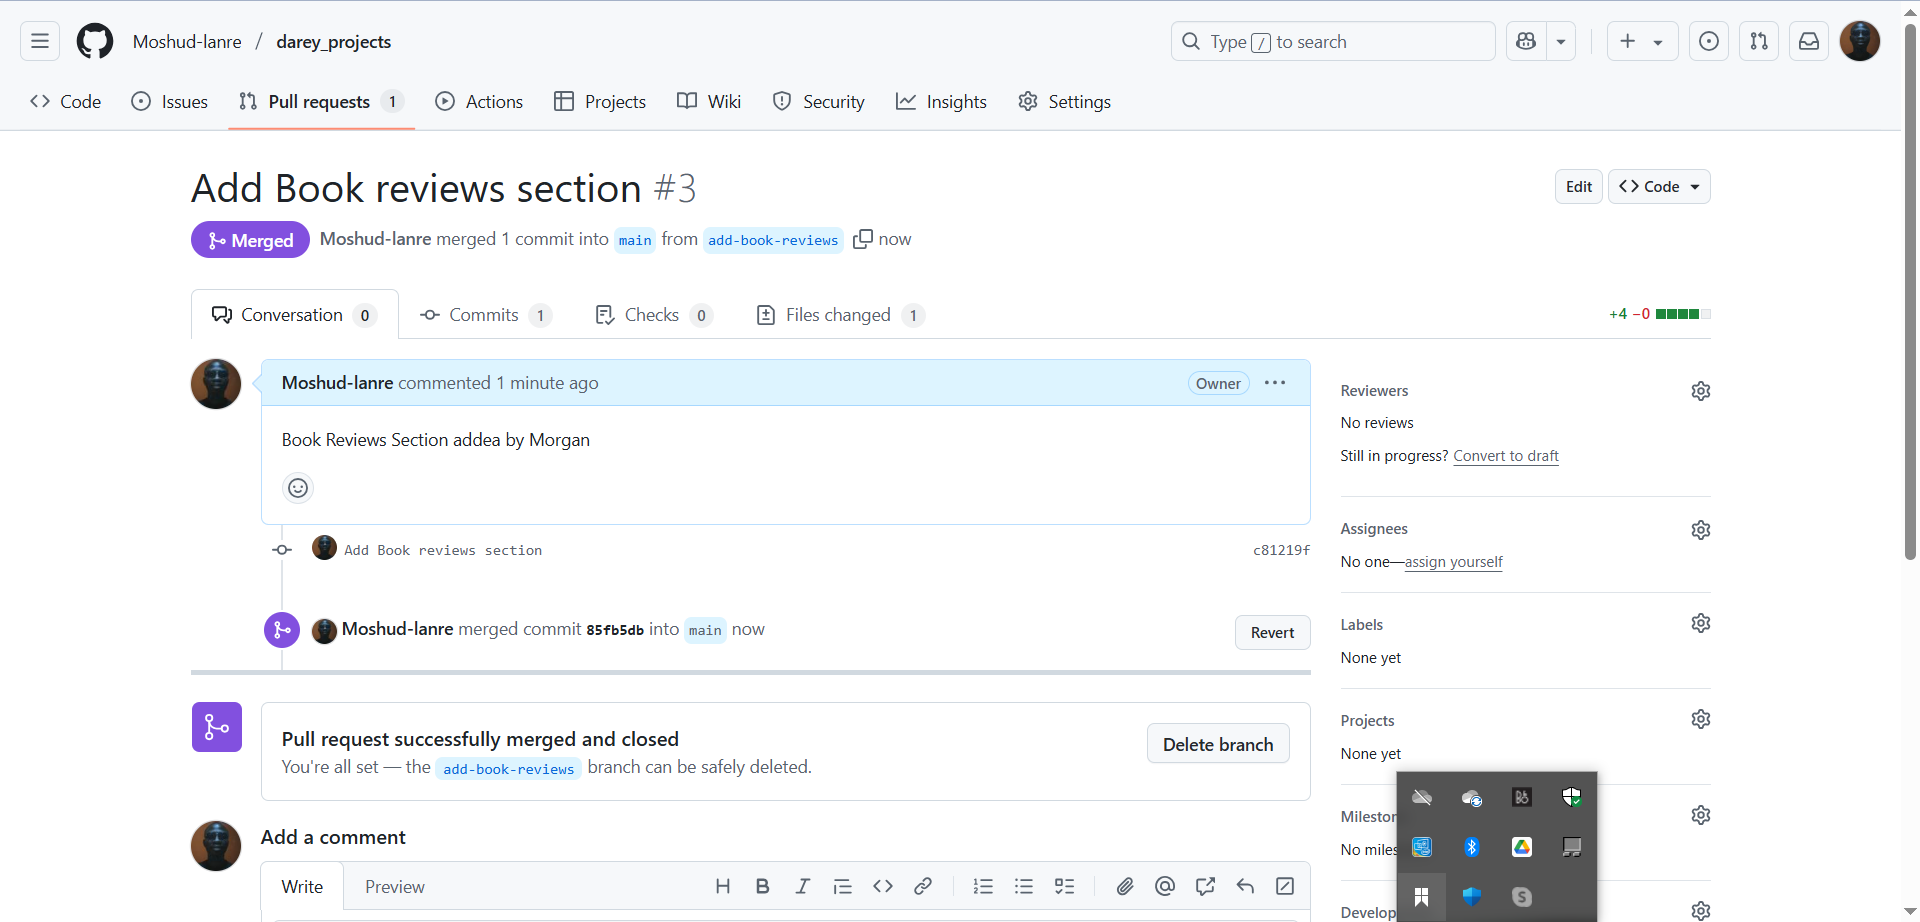 Moshud-lanre / darey_projects
Type / to search
Code
Issues
Pull requests 1
Actions
Projects
Wiki
Security
Insights
Settings
Add Book reviews section #3
Edit
Code
Merged
Moshud-lanre merged 1 commit into main from add-book-reviews now
Conversation 0
Commits 1
Checks 0
Files changed 1
+4 −0
Moshud-lanre commented 1 minute ago
Owner
Book Reviews Section addea by Morgan
Add Book reviews section
c81219f
Moshud-lanre merged commit 85fb5db into main now
Revert
Pull request successfully merged and closed
You're all set — the add-book-reviews branch can be safely deleted.
Delete branch
Add a comment
Write
Preview
Reviewers
No reviews
Still in progress? Convert to draft
Assignees
No one—assign yourself
Labels
None yet
Projects
None yet
Mileston
No miles
Develop